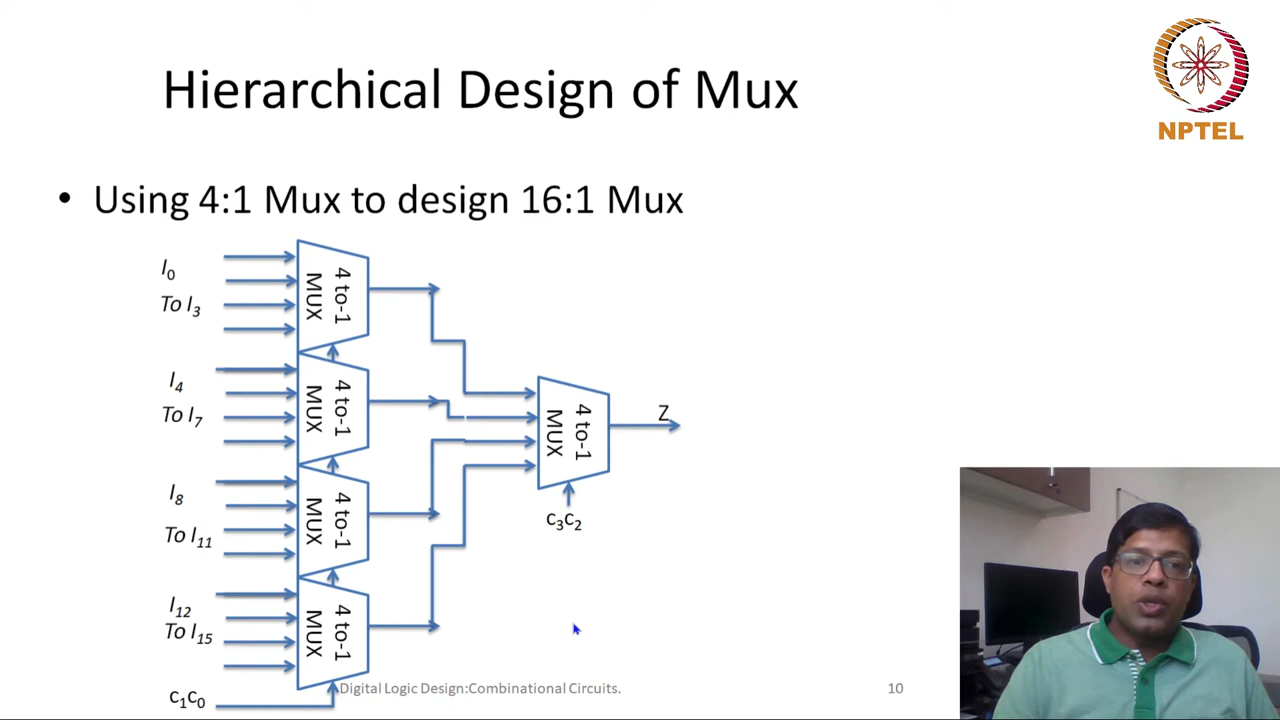 Hierarchical Design of Mux
NPTEL
• Using 4:1 Mux to design 16:1 Mux
I0
To I3
4 to-1
MUX
I4
To I7
4 to-1
MUX
I8
To I11
4 to-1
MUX
I12
To I15
4 to-1
MUX
c1c0
4 to-1
MUX
Z
c3c2
Digital Logic Design:Combinational Circuits.
10